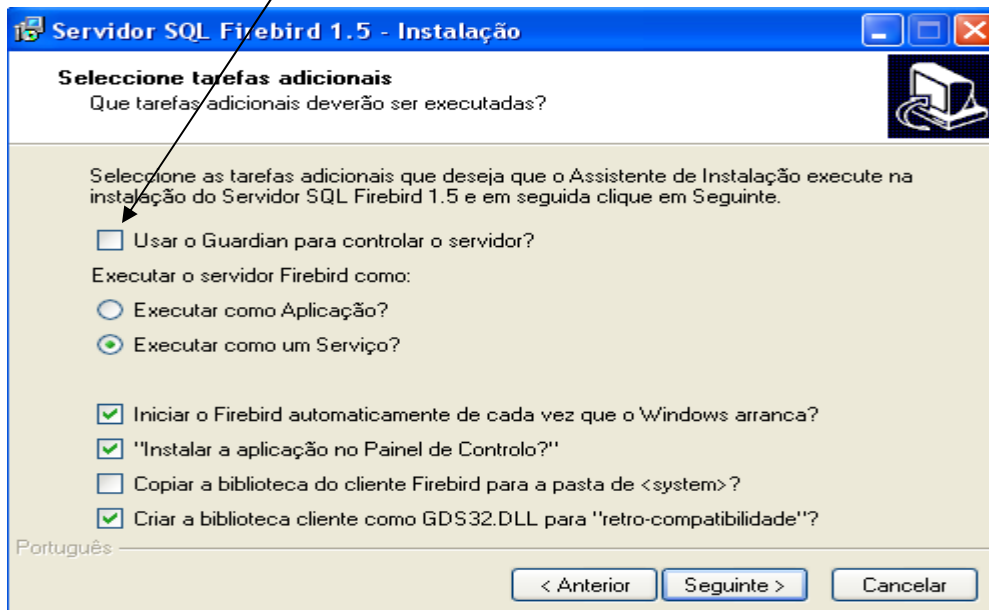 Servidor SQL Firebird 1.5 - Instalação
Seleccione tarefas adicionais
Que tarefas adicionais deverão ser executadas?
Seleccione as tarefas adicionais que deseja que o Assistente de Instalação execute na
instalação do Servidor SQL Firebird 1.5 e em seguida clique em Seguinte.
Usar o Guardian para controlar o servidor?
Executar o servidor Firebird como:
Executar como Aplicação?
Executar como um Serviço?
Iniciar o Firebird automaticamente de cada vez que o Windows arranca?
"Instalar a aplicação no Painel de Controlo?"
Copiar a biblioteca do cliente Firebird para a pasta de <system>?
Criar a biblioteca cliente como GDS32.DLL para "retro-compatibilidade"?
Português
< Anterior Seguinte > Cancelar